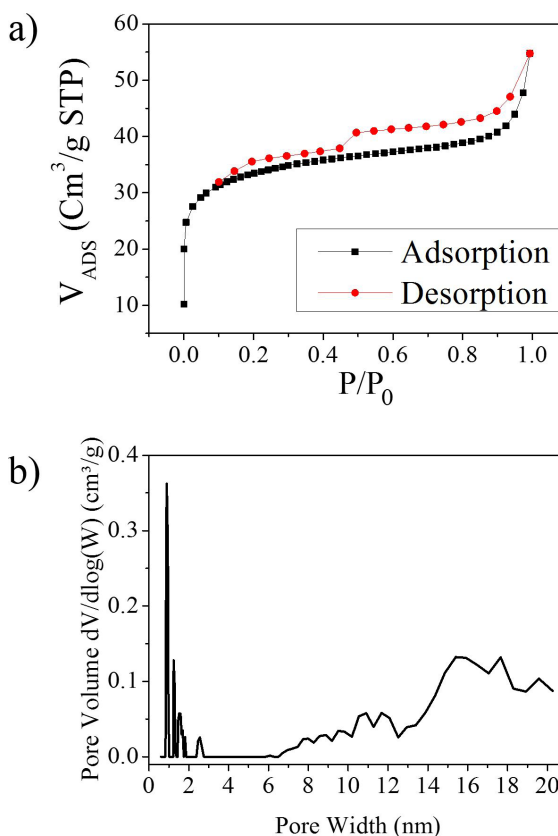 a)
60
50
40
30
20
10
V_ADS (Cm³/g STP)
Adsorption
Desorption
0.0 0.2 0.4 0.6 0.8 1.0
P/P₀
b)
0.4
0.3
0.2
0.1
0.0
Pore Volume dV/dlog(W) (cm³/g)
0 2 4 6 8 10 12 14 16 18 20
Pore Width (nm)